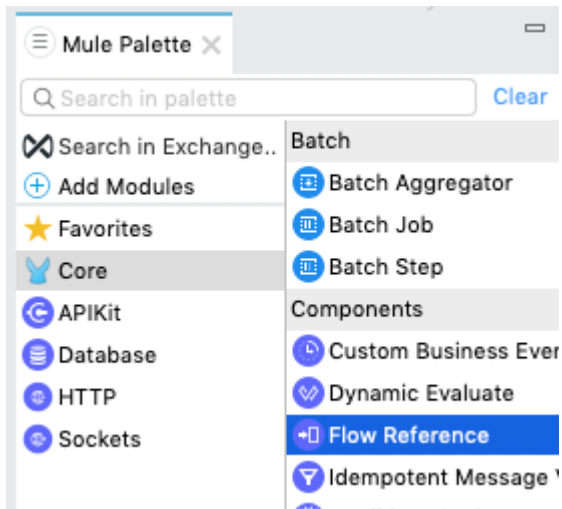 Mule Palette
Search in palette
Clear
Search in Exchange..
Add Modules
Favorites
Core
APIKit
Database
HTTP
Sockets
Batch
Batch Aggregator
Batch Job
Batch Step
Components
Custom Business Ever
Dynamic Evaluate
Flow Reference
Idempotent Message